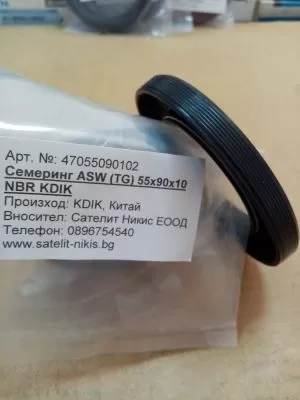 Арт. №: 47055090102
Семеринг ASW (TG) 55x90x10
NBR KDIK
Произход: KDIK, Китай
Вносител: Сателит Никис ЕООД
Телефон: 0896754540
www.satelit-nikis.bg